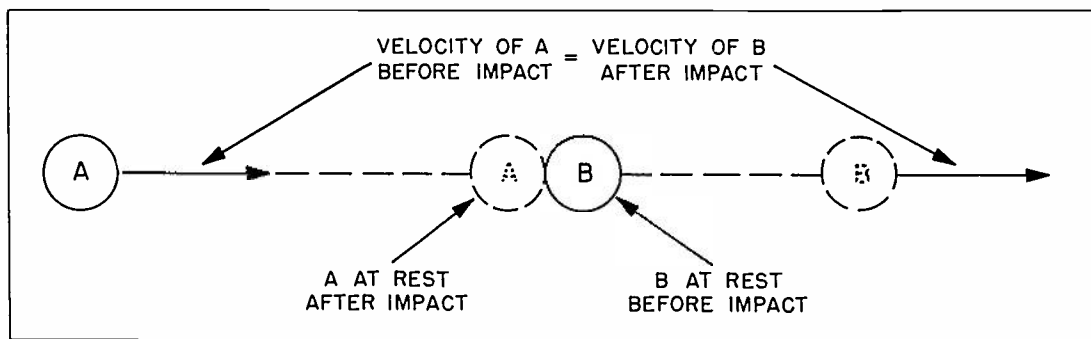 VELOCITY OF A = VELOCITY OF B
BEFORE IMPACT AFTER IMPACT
A A B B
A AT REST B AT REST
AFTER IMPACT BEFORE IMPACT